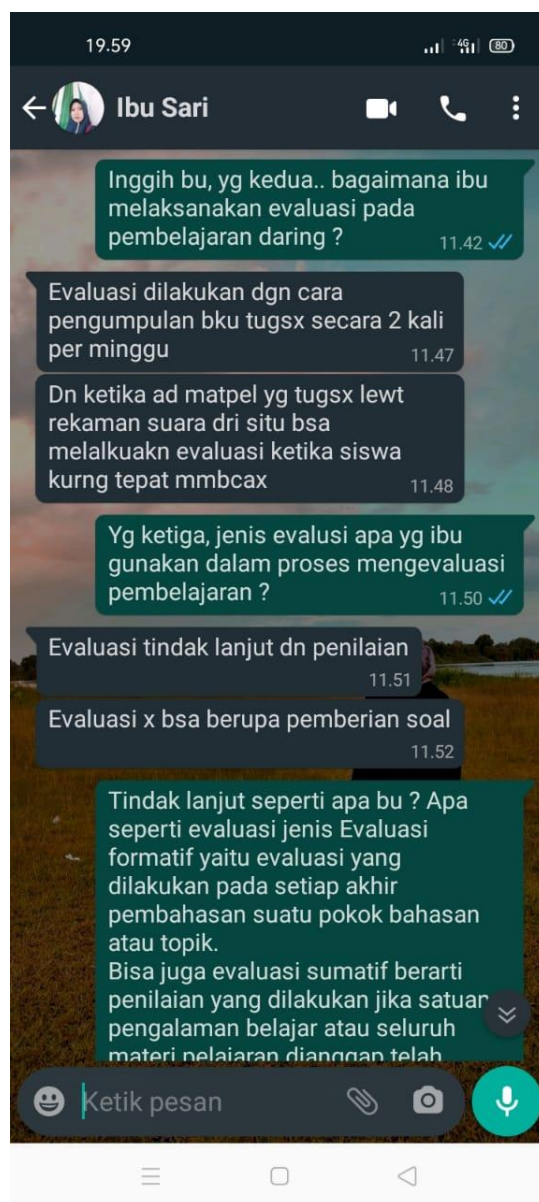 19.59
4G 80
Ibu Sari
Inggih bu, yg kedua.. bagaimana ibu
melaksanakan evaluasi pada
pembelajaran daring ?
11.42
Evaluasi dilakukan dgn cara
pengumpulan bku tugsx secara 2 kali
per minggu
11.47
Dn ketika ad matpel yg tugsx lewt
rekaman suara dri situ bsa
melalkuakn evaluasi ketika siswa
kurng tepat mmbcax
11.48
Yg ketiga, jenis evalusi apa yg ibu
gunakan dalam proses mengevaluasi
pembelajaran ?
11.50
Evaluasi tindak lanjut dn penilaian
11.51
Evaluasi x bsa berupa pemberian soal
11.52
Tindak lanjut seperti apa bu ? Apa
seperti evaluasi jenis Evaluasi
formatif yaitu evaluasi yang
dilakukan pada setiap akhir
pembahasan suatu pokok bahasan
atau topik.
Bisa juga evaluasi sumatif berarti
penilaian yang dilakukan jika satuan
pengalaman belajar atau seluruh
materi pelajaran dianggap telah
Ketik pesan